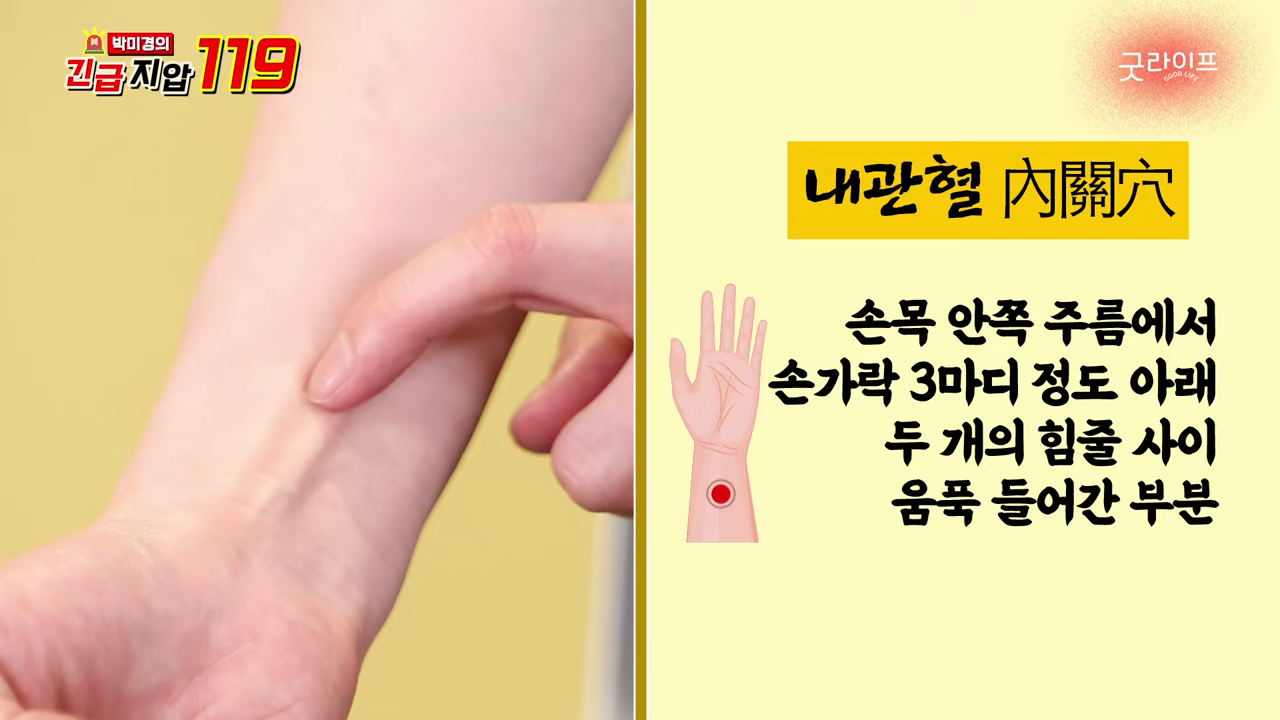 박미경의
긴급 지압 119
굿라이프
GOOD LIFE
내관혈 內關穴
손목 안쪽 주름에서
손가락 3마디 정도 아래
두 개의 힘줄 사이
움푹 들어간 부분